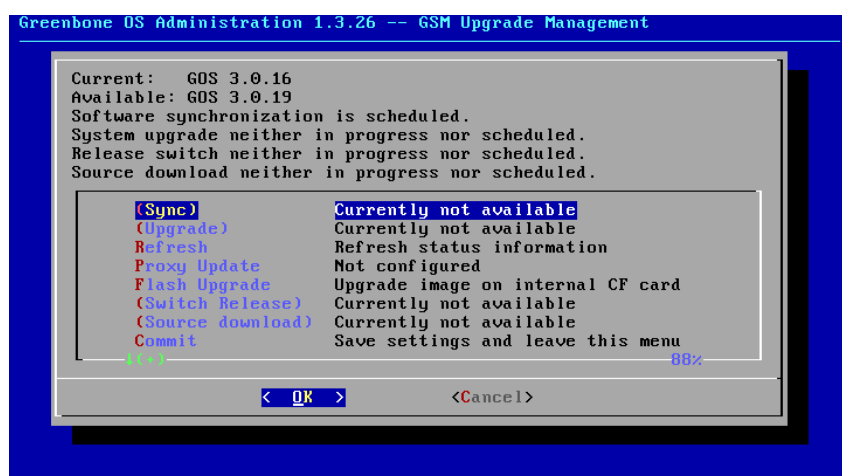 Greenbone OS Administration 1.3.26 -- GSM Upgrade Management
Current: GOS 3.0.16
Available: GOS 3.0.19
Software synchronization is scheduled.
System upgrade neither in progress nor scheduled.
Release switch neither in progress nor scheduled.
Source download neither in progress nor scheduled.
(Sync) Currently not available
(Upgrade) Currently not available
Refresh Refresh status information
Proxy Update Not configured
Flash Upgrade Upgrade image on internal CF card
(Switch Release) Currently not available
(Source download) Currently not available
Commit Save settings and leave this menu
↓(+) 88%
< OK > <Cancel>